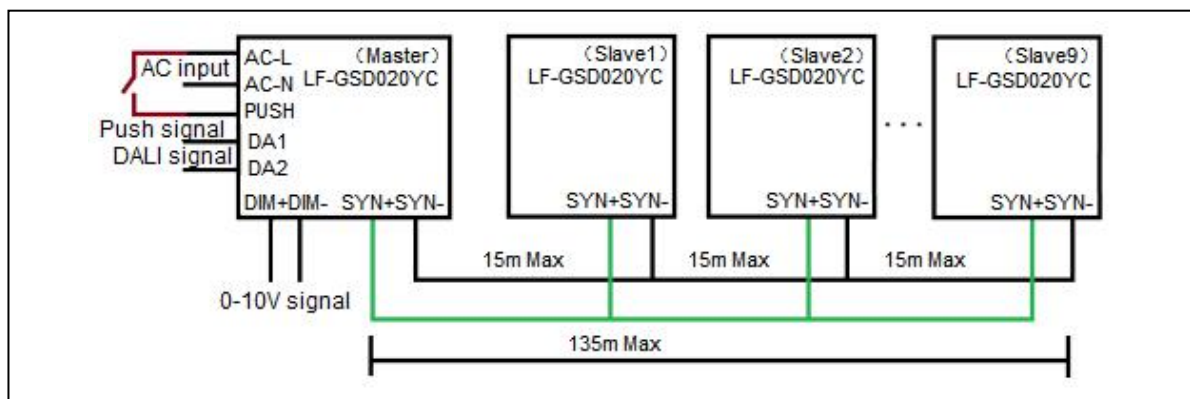 AC-L
AC input
AC-N
PUSH
Push signal
DA1
DALI signal
DA2
（Master）
LF-GSD020YC
DIM+DIM- SYN+SYN-
0-10V signal
（Slave1）
LF-GSD020YC
SYN+SYN-
（Slave2）
LF-GSD020YC
SYN+SYN-
...
（Slave9）
LF-GSD020YC
SYN+SYN-
15m Max 15m Max 15m Max
135m Max